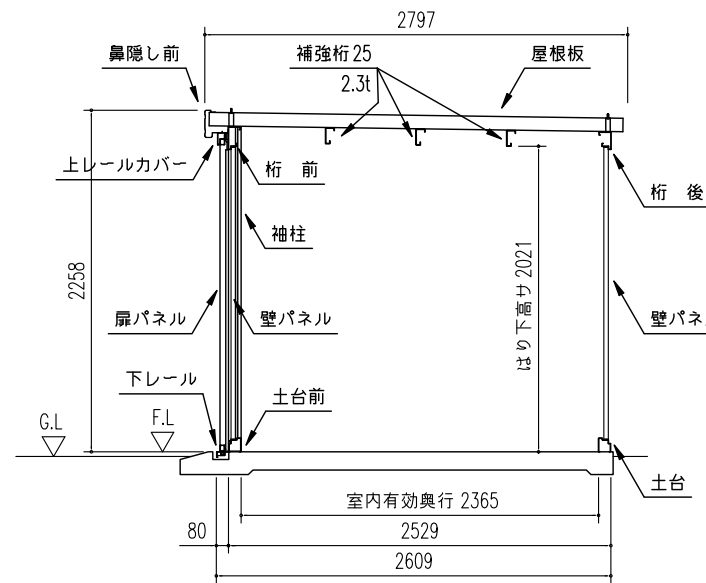 2797
鼻隠し前
補強桁25
2.3t
屋根板
上レールカバー
桁 前
桁 後
袖柱
2258
はり下高サ2021
扉パネル
壁パネル
壁パネ
下レール
土台前
G.L
F.L
土台
室内有効奥行 2365
80
2529
2609